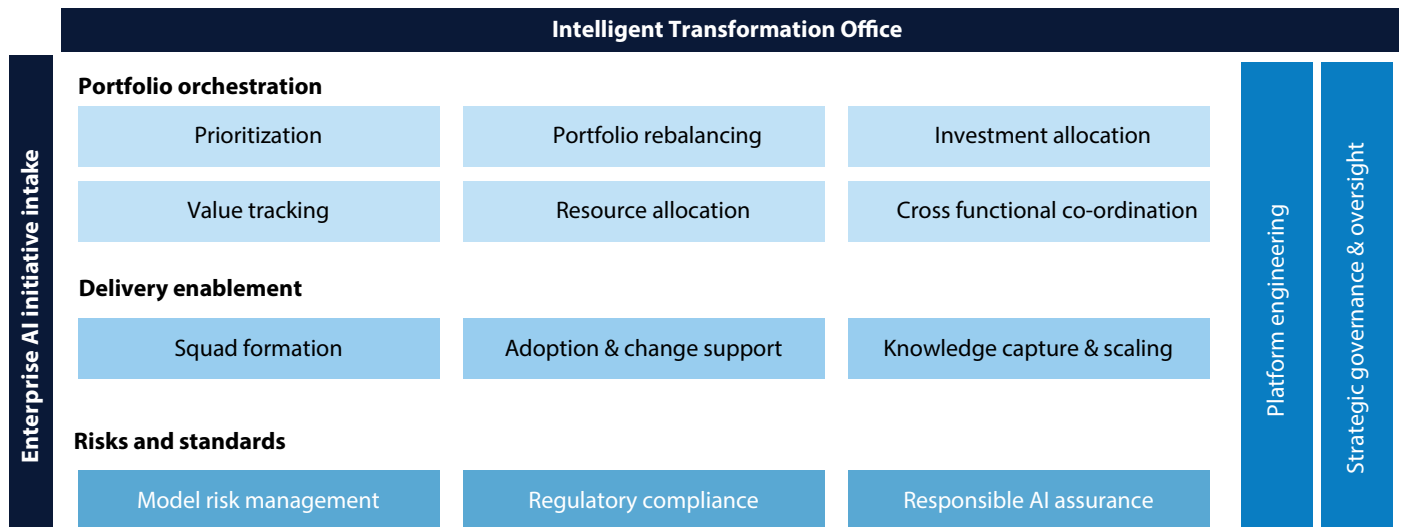 Intelligent Transformation Office
Enterprise AI initiative intake
Portfolio orchestration
Prioritization
Portfolio rebalancing
Investment allocation
Value tracking
Resource allocation
Cross functional co-ordination
Delivery enablement
Squad formation
Adoption & change support
Knowledge capture & scaling
Risks and standards
Model risk management
Regulatory compliance
Responsible AI assurance
Platform engineering
Strategic governance & oversight